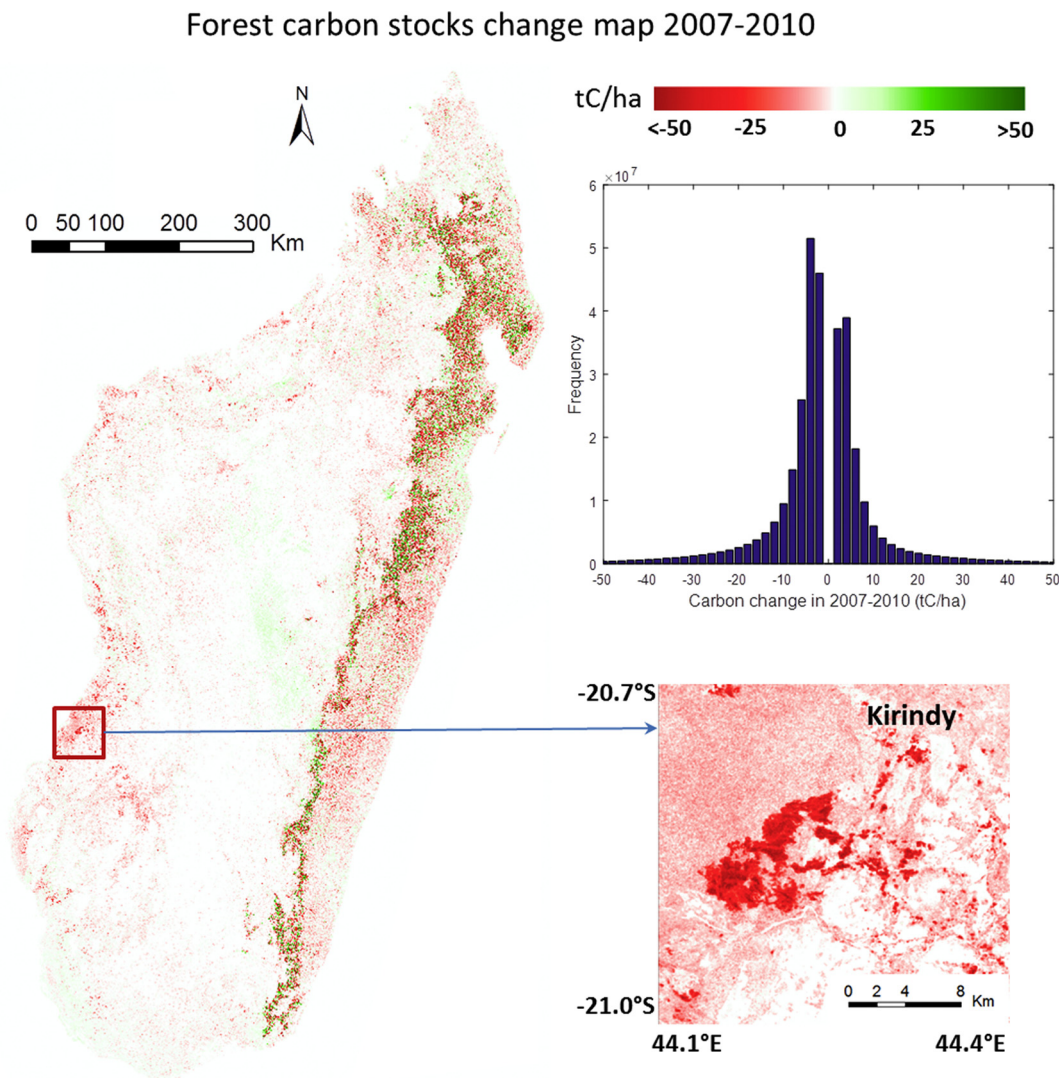 Forest carbon stocks change map 2007-2010
N
tC/ha
<-50 -25 0 25 >50
0 50 100 200 300 Km
×10^7
6
5
4
3
2
1
0
Frequency
-50 -40 -30 -20 -10 0 10 20 30 40 50
Carbon change in 2007-2010 (tC/ha)
-20.7°S
Kirindy
-21.0°S
0 2 4 8
Km
44.1°E 44.4°E